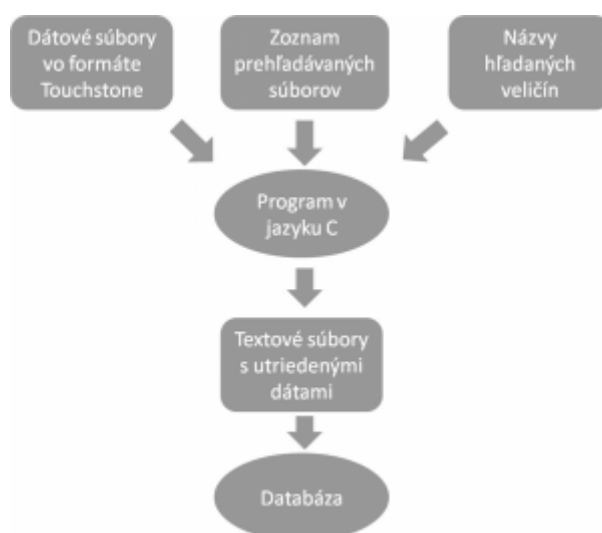 Dátové súbory
vo formáte
Touchstone
Zoznam
prehľadávaných
súborov
Názvy
hľadaných
veličín
Program v
jazyku C
Textové súbory
s utriedenými
dátami
Databáza